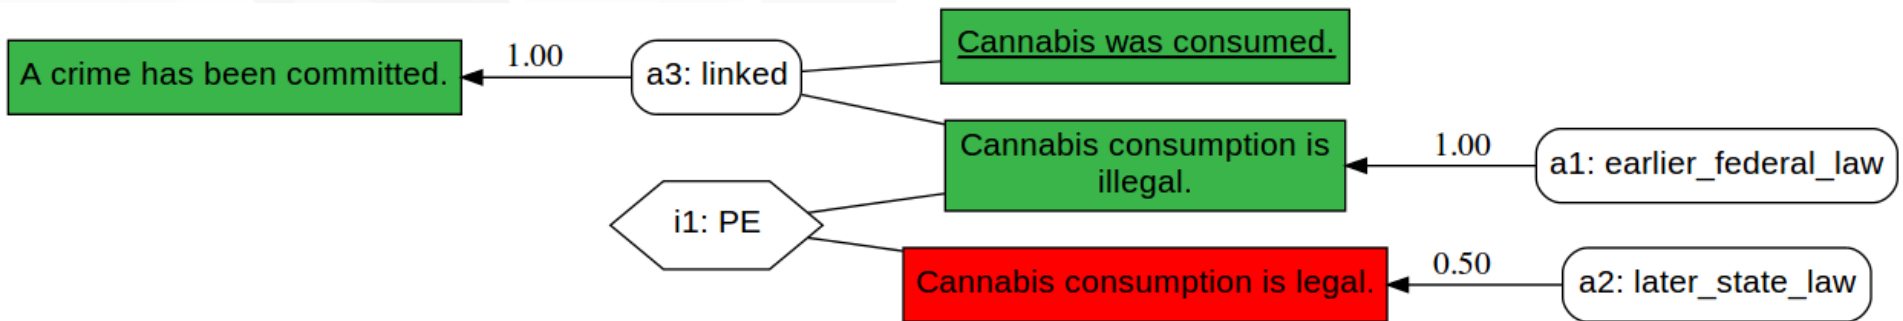 A crime has been committed.
1.00
a3: linked
Cannabis was consumed.
Cannabis consumption is
illegal.
1.00
a1: earlier_federal_law
i1: PE
Cannabis consumption is legal.
0.50
a2: later_state_law